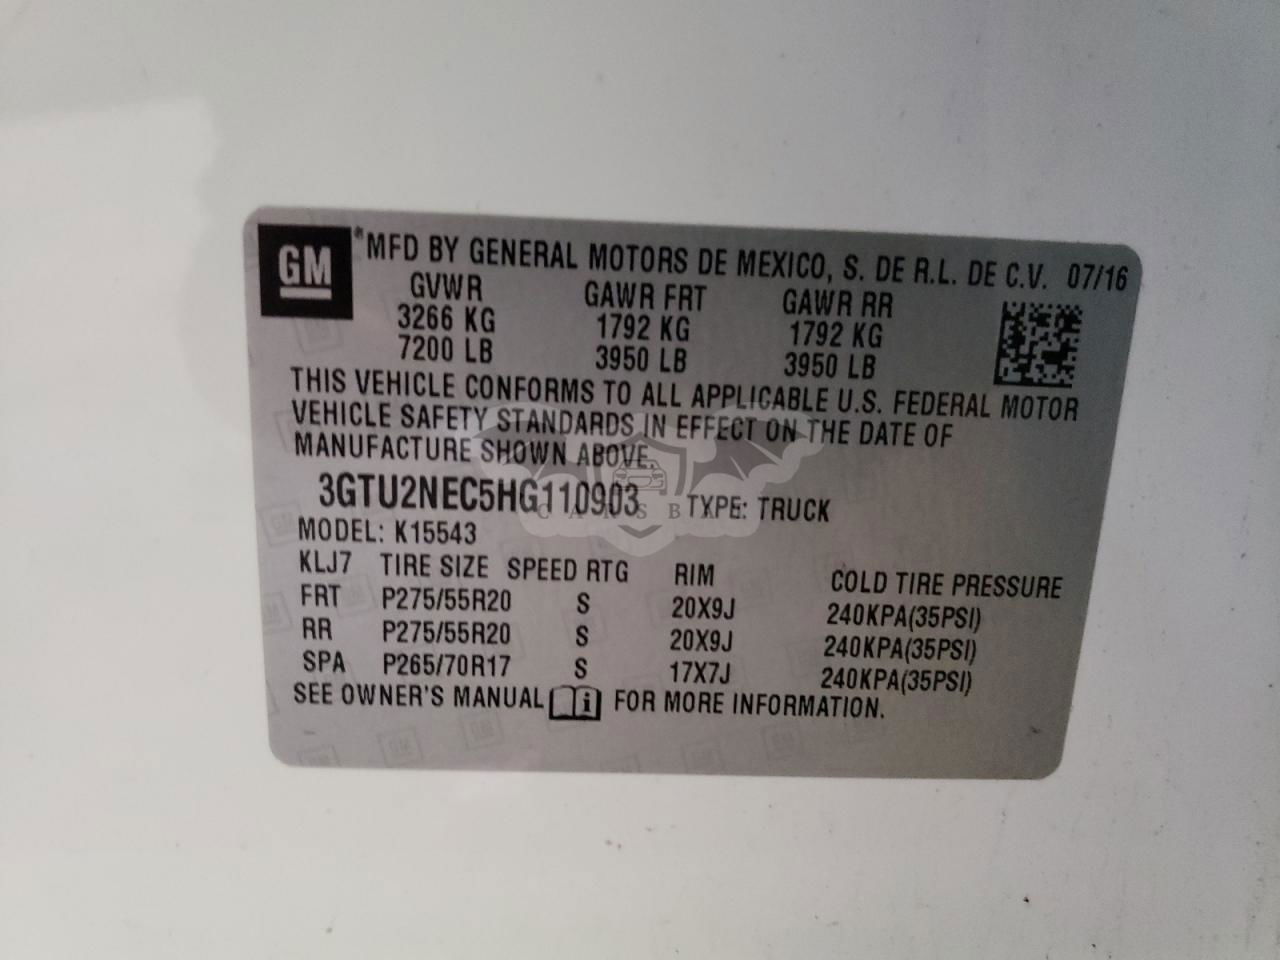 GM
®MFD BY GENERAL MOTORS DE MEXICO, S. DE R.L. DE C.V. 07/16
GVWR GAWR FRT GAWR RR
3266 KG 1792 KG 1792 KG
7200 LB 3950 LB 3950 LB
THIS VEHICLE CONFORMS TO ALL APPLICABLE U.S. FEDERAL MOTOR
VEHICLE SAFETY STANDARDS IN EFFECT ON THE DATE OF
MANUFACTURE SHOWN ABOVE.
3GTU2NEC5HG110903 TYPE: TRUCK
MODEL: K15543
KLJ7 TIRE SIZE SPEED RTG RIM COLD TIRE PRESSURE
FRT P275/55R20 S 20X9J 240KPA(35PSI)
RR P275/55R20 S 20X9J 240KPA(35PSI)
SPA P265/70R17 S 17X7J 240KPA(35PSI)
SEE OWNER'S MANUAL i FOR MORE INFORMATION.